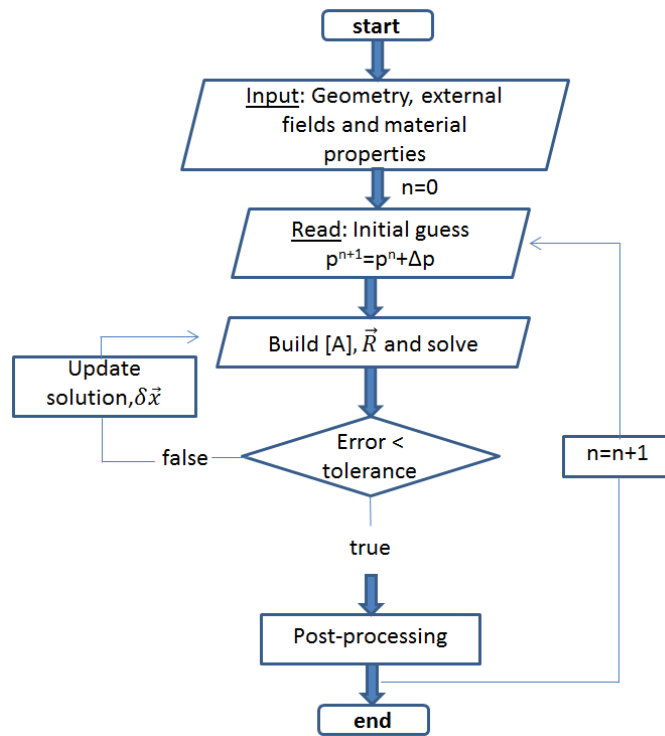 start
Input: Geometry, external
fields and material
properties
n=0
Read: Initial guess
pⁿ⁺¹=pⁿ+Δp
Build [A], R⃗ and solve
Update
solution,δx⃗
Error <
tolerance
false
n=n+1
true
Post-processing
end